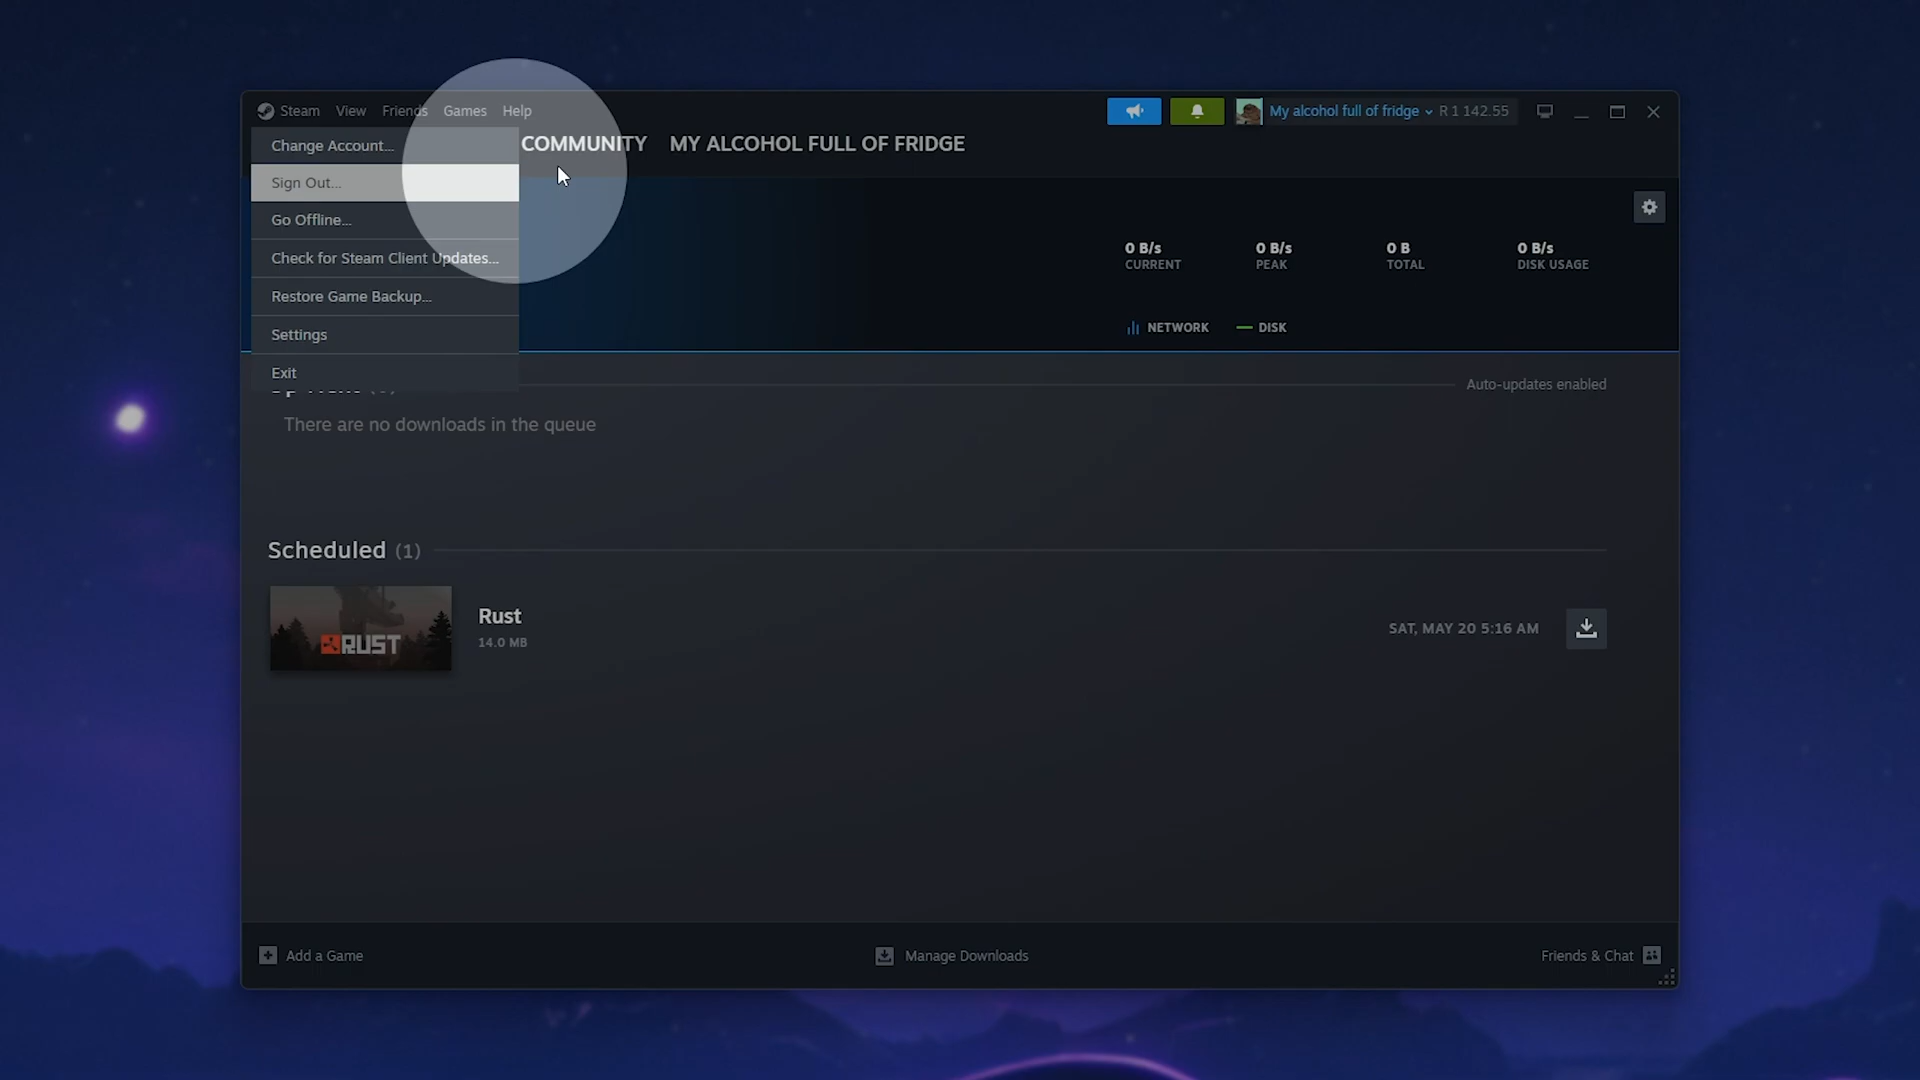 Steam View Friends Games Help
My alcohol full of fridge R 1 142.55
COMMUNITY MY ALCOHOL FULL OF FRIDGE
Change Account...
Sign Out...
Go Offline...
Check for Steam Client Updates...
Restore Game Backup...
Settings
Exit
0 B/s 0 B/s 0 B 0 B/s
CURRENT PEAK TOTAL DISK USAGE
NETWORK DISK
Auto-updates enabled
There are no downloads in the queue
Scheduled (1)
RUST
Rust
14.0 MB
SAT, MAY 20 5:16 AM
Add a Game
Manage Downloads
Friends & Chat